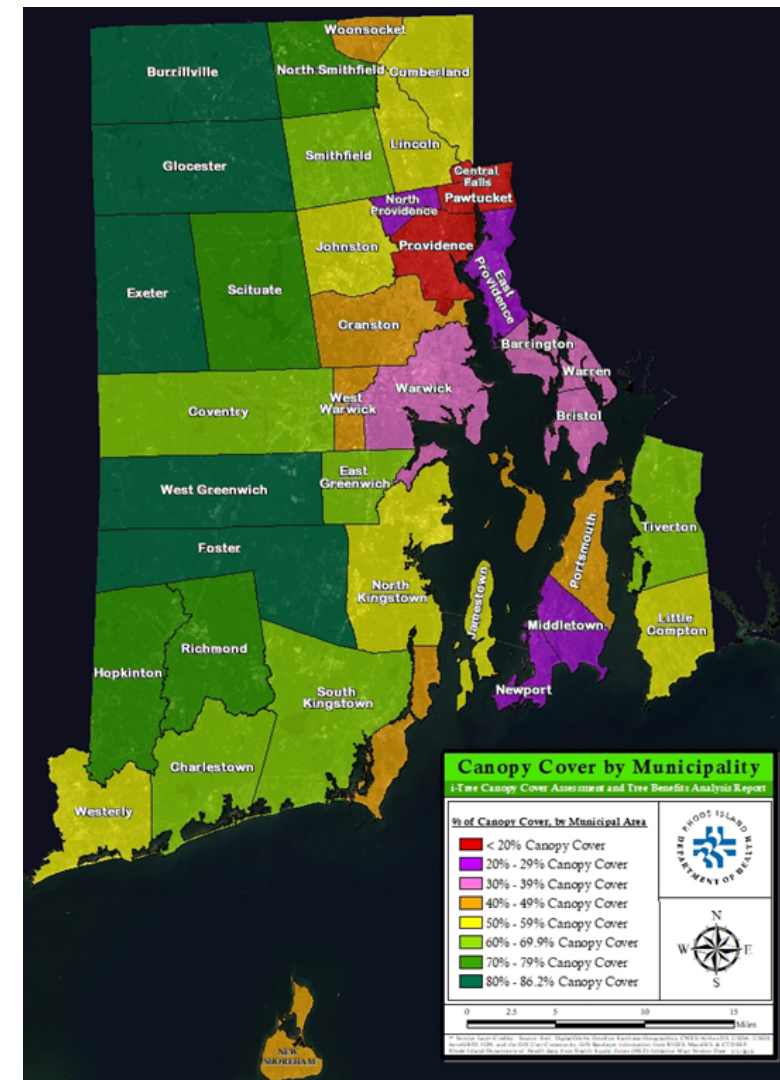 Woonsocket
Burrillville
North Smithfield
Cumberland
Lincoln
Smithfield
Glocester
Central
Falls
Pawtucket
North
Providence
Johnston
Providence
East
Providence
Exeter
Scituate
Cranston
Barrington
Warren
Warwick
West
Warwick
Bristol
Coventry
East
Greenwich
West Greenwich
Tiverton
Portsmouth
Foster
North
Kingstown
Jamestown
Middletown
Little
Compton
Richmond
Hopkinton
South
Kingstown
Newport
Charlestown
Westerly
NEW
SHOREHAM
Canopy Cover by Municipality
i-Tree Canopy Cover Assessment and Tree Benefits Analysis Report
% of Canopy Cover, by Municipal Area
< 20% Canopy Cover
20% - 29% Canopy Cover
30% - 39% Canopy Cover
40% - 49% Canopy Cover
50% - 59% Canopy Cover
60% - 69.9% Canopy Cover
70% - 79% Canopy Cover
80% - 86.2% Canopy Cover
RHODE ISLAND
DEPARTMENT OF HEALTH
N
W E
S
0 2.5 5 10 15
Miles